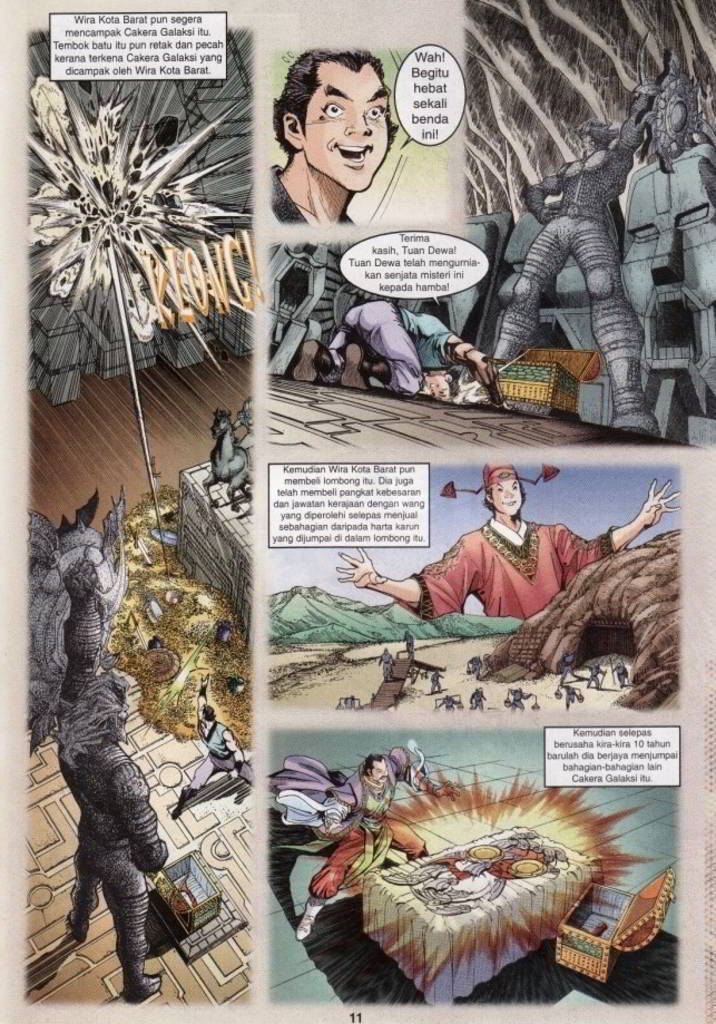 Wira Kota Barat pun segera
mencampak Cakera Galaksi itu.
Tembok batu itu pun retak dan pecah
kerana terkena Cakera Galaksi yang
dicampak oleh Wira Kota Barat.
KLONG!
Wah!
Begitu
hebat
sekali
benda
ini!
Terima
kasih, Tuan Dewa!
Tuan Dewa telah mengurnia-
kan senjata misteri ini
kepada hamba!
Kemudian Wira Kota Barat pun
membeli lombong itu. Dia juga
telah membeli pangkat kebesaran
dan jawatan kerajaan dengan wang
yang diperolehi selepas menjual
sebahagian daripada harta karun
yang dijumpai di dalam lombong itu.
Kemudian selepas
berusaha kira-kira 10 tahun
barulah dia berjaya menjumpai
bahagian-bahagian lain
Cakera Galaksi itu.
11